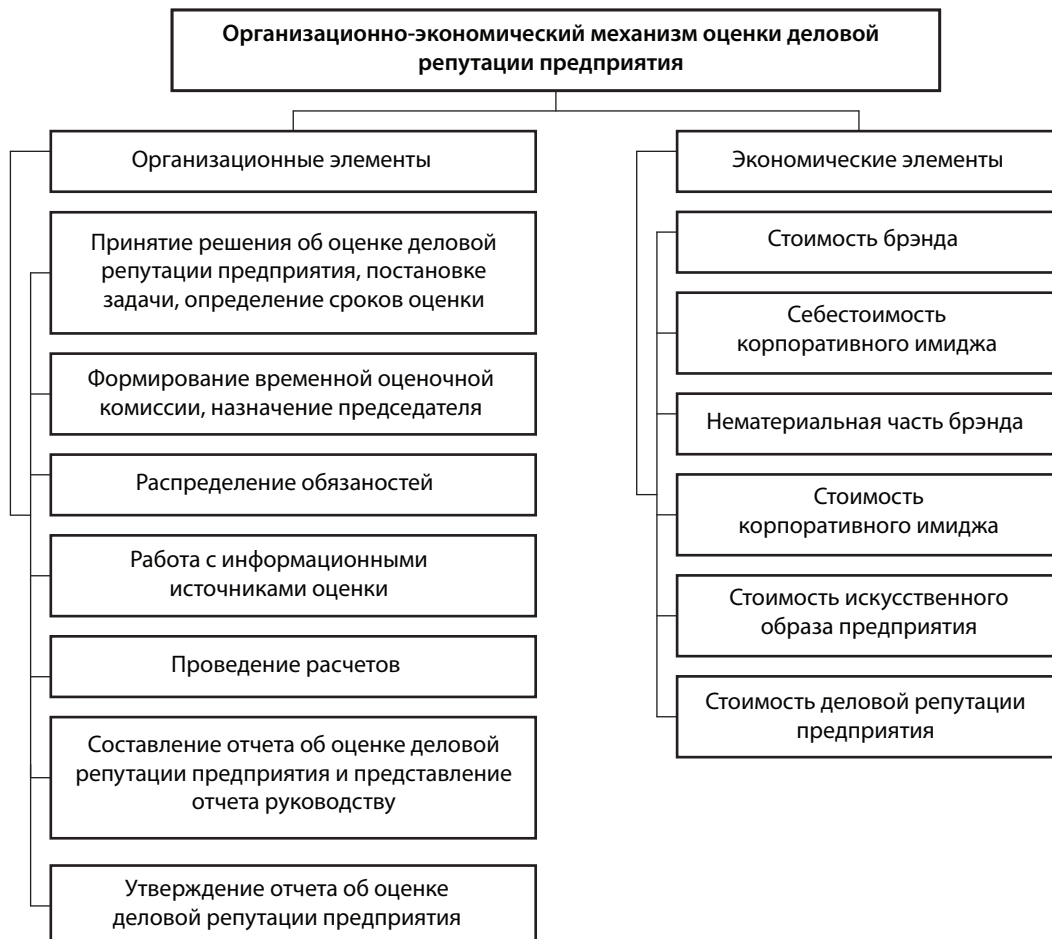 Организационно-экономический механизм оценки деловой
репутации предприятия
Организационные элементы
Принятие решения об оценке деловой
репутации предприятия, постановке
задачи, определение сроков оценки
Формирование временной оценочной
комиссии, назначение председателя
Распределение обязаностей
Работа с информационными
источниками оценки
Проведение расчетов
Составление отчета об оценке деловой
репутации предприятия и представление
отчета руководству
Утверждение отчета об оценке
деловой репутации предприятия
Экономические элементы
Стоимость брэнда
Себестоимость
корпоративного имиджа
Нематериальная часть брэнда
Стоимость
корпоративного имиджа
Стоимость искусственного
образа предприятия
Стоимость деловой репутации
предприятия